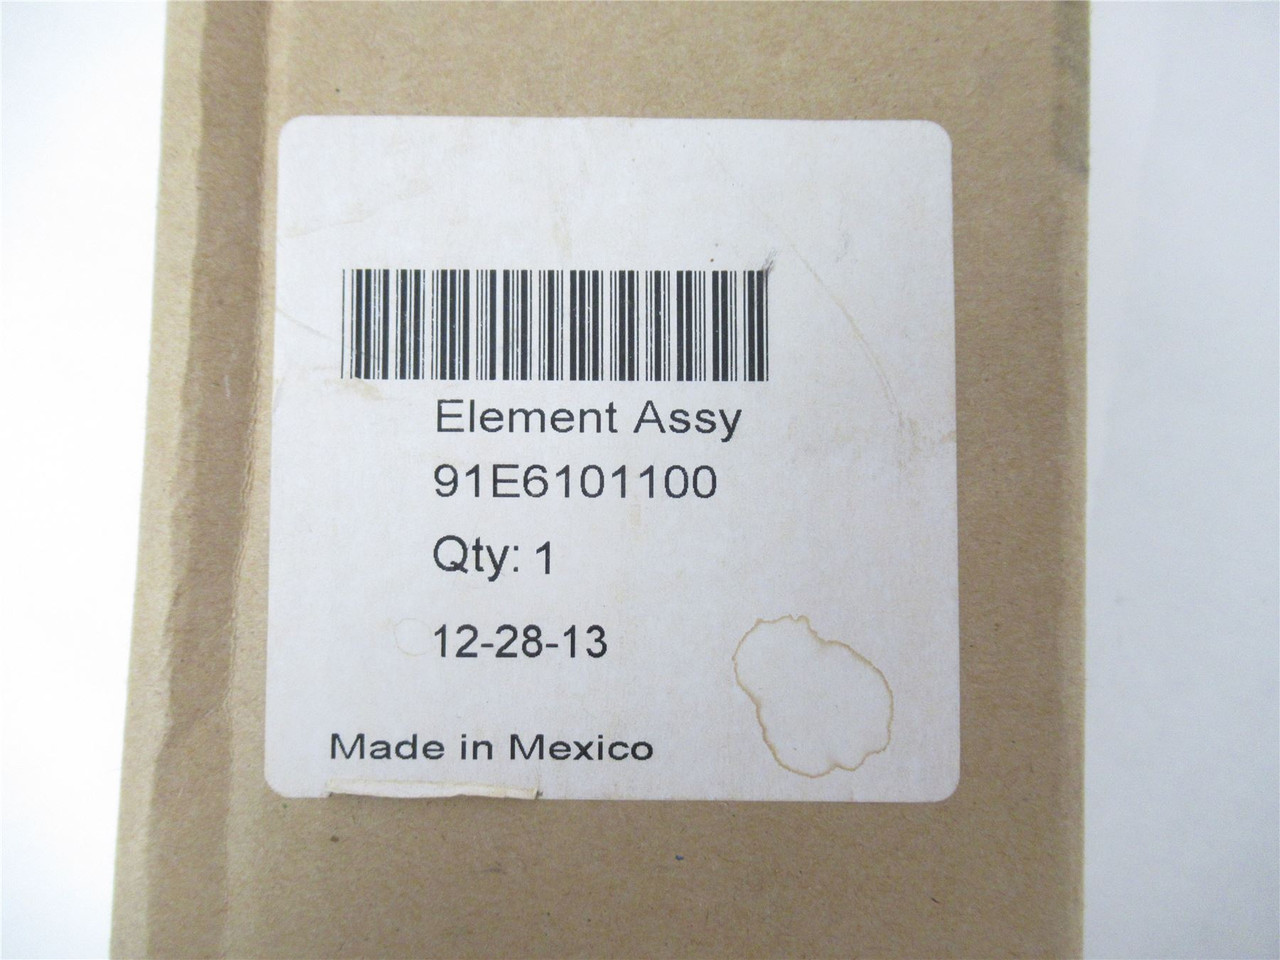 Element Assy
91E6101100
Qty: 1
12-28-13
Made in Mexico